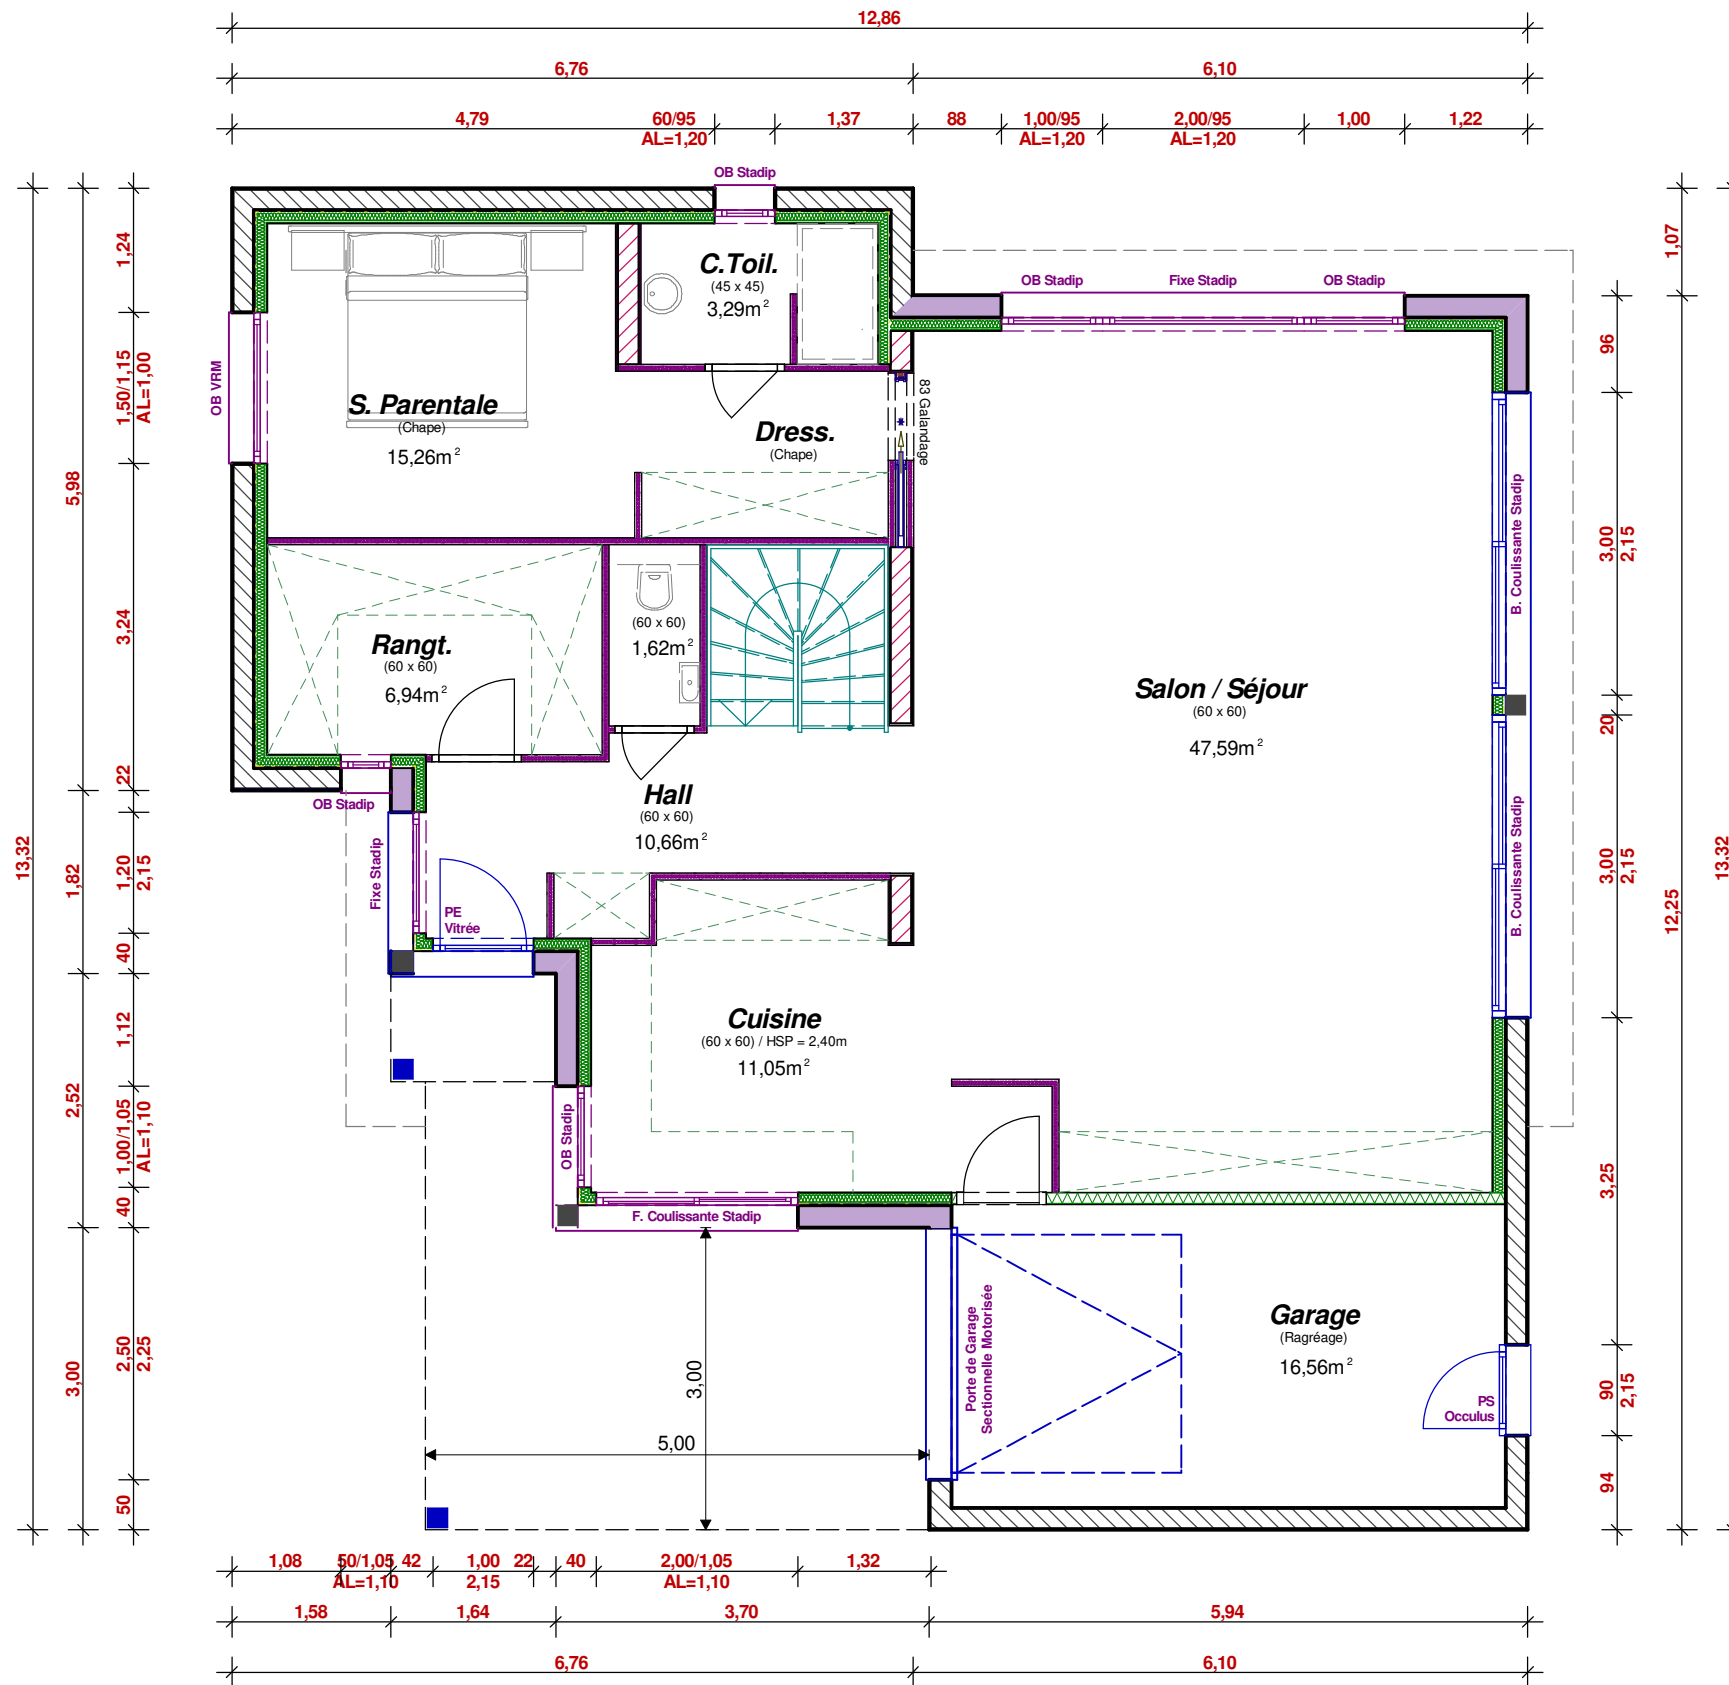 12,86
6,76
6,10
4,79
60/95
AL=1,20
1,37
88
1,00/95
AL=1,20
2,00/95
AL=1,20
1,00
1,22
OB Stadip
OB Stadip
Fixe Stadip
OB Stadip
13,32
5,98
1,82
2,52
3,00
1,24
1,50/1,15
AL=1,00
3,24
22
1,20
2,15
40
1,12
1,00/1,05
AL=1,10
40
2,50
2,25
50
OB VRM
C.Toil.
(45 x 45)
3,29m²
S. Parentale
(Chape)
15,26m²
Dress.
(Chape)
83 Galandage
Rangt.
(60 x 60)
6,94m²
(60 x 60)
1,62m²
Salon / Séjour
(60 x 60)
47,59m²
Hall
(60 x 60)
10,66m²
OB Stadip
Fixe Stadip
PE
Vitrée
Cuisine
(60 x 60) / HSP = 2,40m
11,05m²
OB Stadip
F. Coulissante Stadip
B. Coulissante Stadip
B. Coulissante Stadip
Porte de Garage
Sectionnelle Motorisée
Garage
(Ragréage)
16,56m²
PS
Occulus
3,00
5,00
96
3,00
2,15
20
3,00
2,15
3,25
90
2,15
94
1,07
12,25
13,32
1,08
50/1,05
AL=1,10
42
1,00
2,15
22
40
2,00/1,05
AL=1,10
1,32
1,58
1,64
3,70
5,94
6,76
6,10